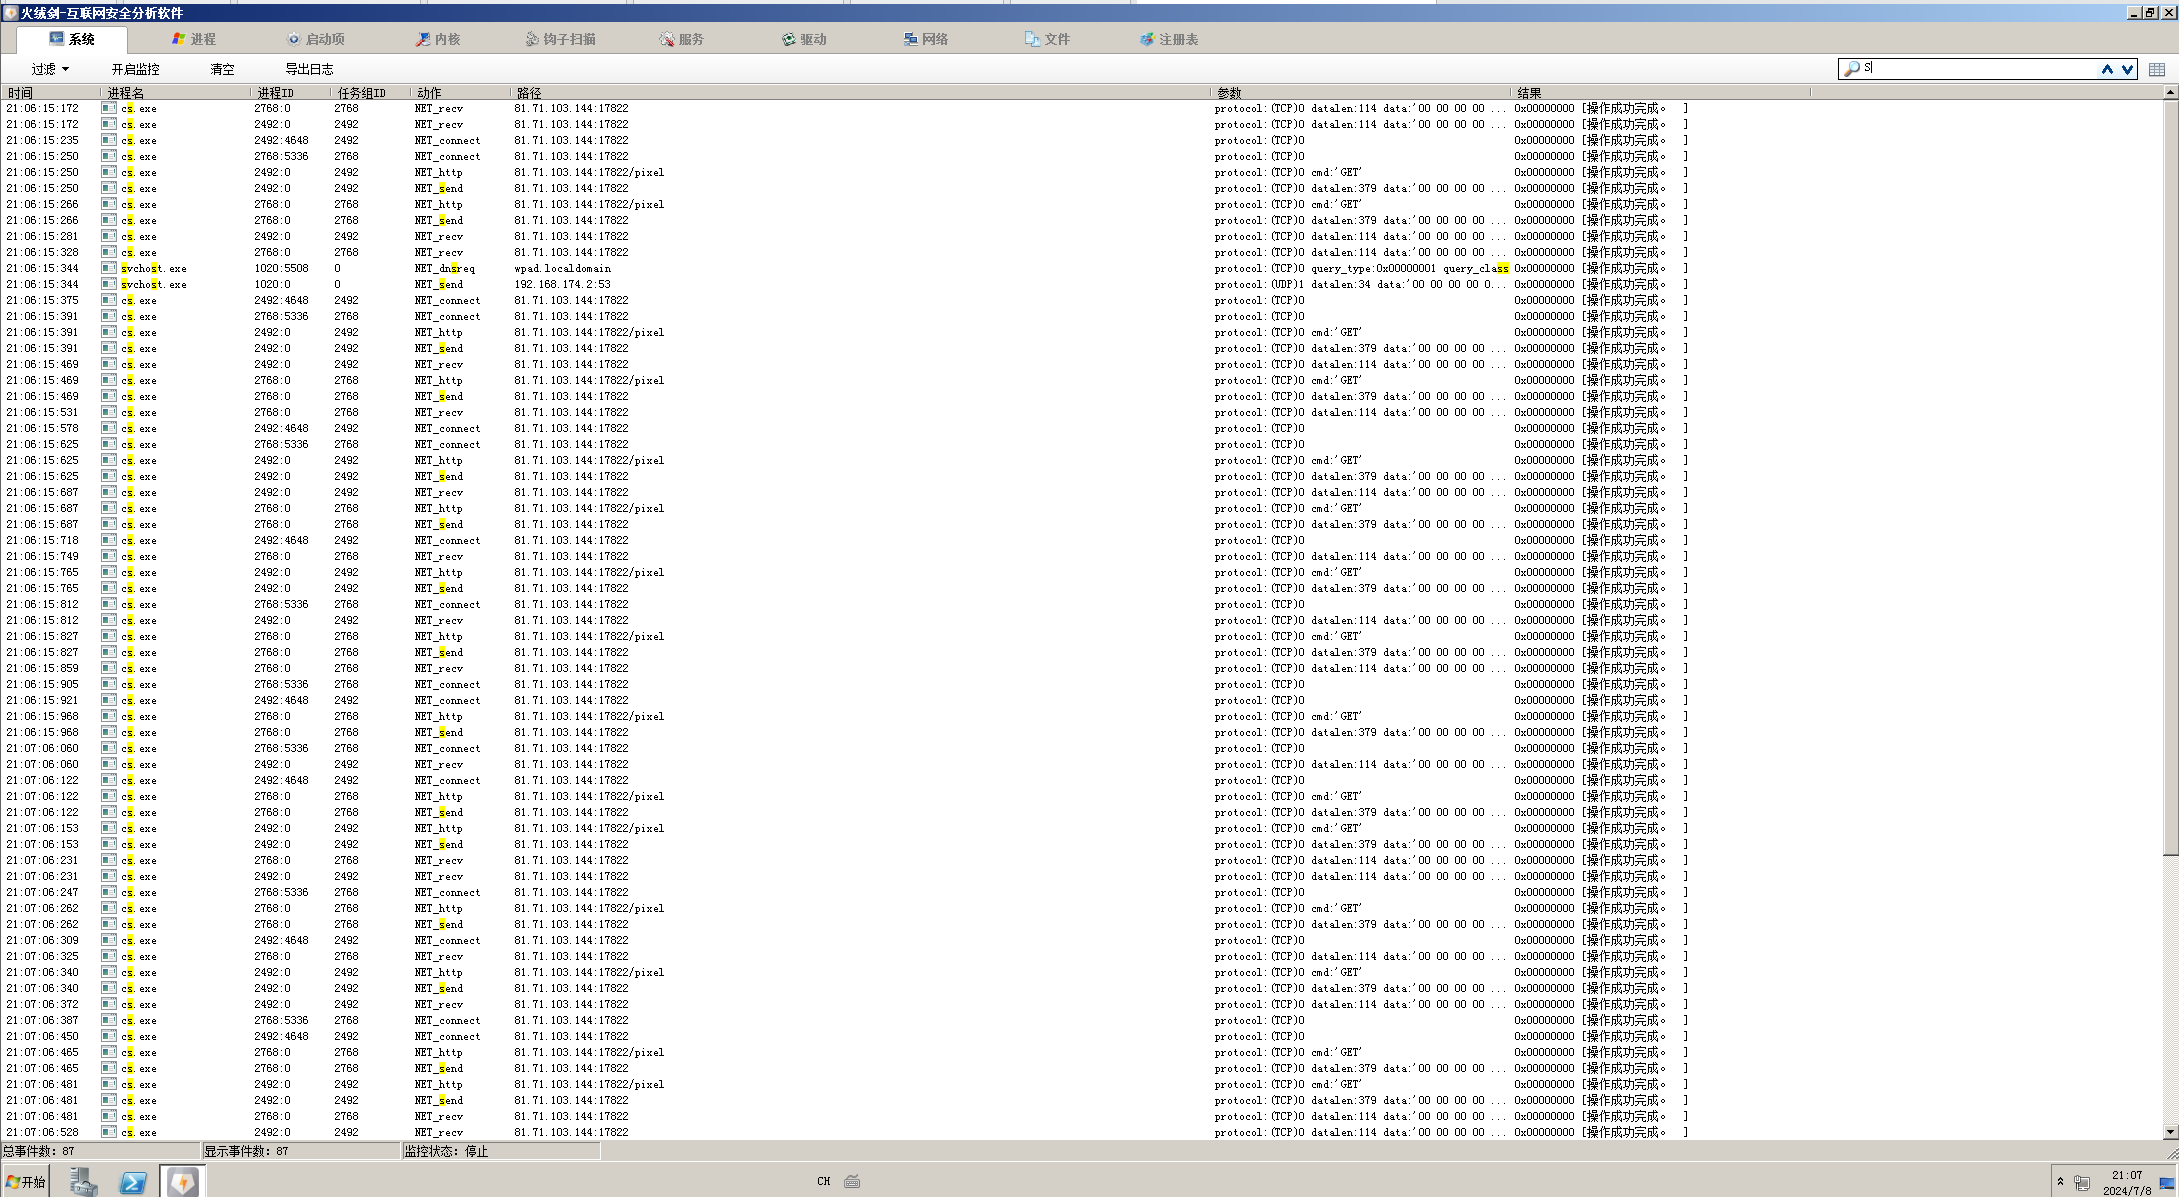 火绒剑-互联网安全分析软件
系统 进程 启动项 内核 钩子扫描 服务 驱动 网络 文件 注册表
过滤 开启监控 清空 导出日志 S
时间 进程名 进程ID 任务组ID 动作 路径 参数 结果
21:06:15:172 cs.exe 2768:0 2768 NET_recv 81.71.103.144:17822 protocol:(TCP)0 datalen:114 data:'00 00 00 00 ... 0x00000000 [操作成功完成。 ]
21:06:15:172 cs.exe 2492:0 2492 NET_recv 81.71.103.144:17822 protocol:(TCP)0 datalen:114 data:'00 00 00 00 ... 0x00000000 [操作成功完成。 ]
21:06:15:235 cs.exe 2492:4648 2492 NET_connect 81.71.103.144:17822 protocol:(TCP)0 0x00000000 [操作成功完成。 ]
21:06:15:250 cs.exe 2768:5336 2768 NET_connect 81.71.103.144:17822 protocol:(TCP)0 0x00000000 [操作成功完成。 ]
21:06:15:250 cs.exe 2492:0 2492 NET_http 81.71.103.144:17822/pixel protocol:(TCP)0 cmd:'GET' 0x00000000 [操作成功完成。 ]
21:06:15:250 cs.exe 2492:0 2492 NET_send 81.71.103.144:17822 protocol:(TCP)0 datalen:379 data:'00 00 00 00 ... 0x00000000 [操作成功完成。 ]
21:06:15:266 cs.exe 2768:0 2768 NET_http 81.71.103.144:17822/pixel protocol:(TCP)0 cmd:'GET' 0x00000000 [操作成功完成。 ]
21:06:15:266 cs.exe 2768:0 2768 NET_send 81.71.103.144:17822 protocol:(TCP)0 datalen:379 data:'00 00 00 00 ... 0x00000000 [操作成功完成。 ]
21:06:15:281 cs.exe 2492:0 2492 NET_recv 81.71.103.144:17822 protocol:(TCP)0 datalen:114 data:'00 00 00 00 ... 0x00000000 [操作成功完成。 ]
21:06:15:328 cs.exe 2768:0 2768 NET_recv 81.71.103.144:17822 protocol:(TCP)0 datalen:114 data:'00 00 00 00 ... 0x00000000 [操作成功完成。 ]
21:06:15:344 svchost.exe 1020:5508 0 NET_dnsreq wpad.localdomain protocol:(TCP)0 query_type:0x00000001 query_class 0x00000000 [操作成功完成。 ]
21:06:15:344 svchost.exe 1020:0 0 NET_send 192.168.174.2:53 protocol:(UDP)1 datalen:34 data:'00 00 00 00 0... 0x00000000 [操作成功完成。 ]
21:06:15:375 cs.exe 2492:4648 2492 NET_connect 81.71.103.144:17822 protocol:(TCP)0 0x00000000 [操作成功完成。 ]
21:06:15:391 cs.exe 2768:5336 2768 NET_connect 81.71.103.144:17822 protocol:(TCP)0 0x00000000 [操作成功完成。 ]
21:06:15:391 cs.exe 2492:0 2492 NET_http 81.71.103.144:17822/pixel protocol:(TCP)0 cmd:'GET' 0x00000000 [操作成功完成。 ]
21:06:15:391 cs.exe 2492:0 2492 NET_send 81.71.103.144:17822 protocol:(TCP)0 datalen:379 data:'00 00 00 00 ... 0x00000000 [操作成功完成。 ]
21:06:15:469 cs.exe 2492:0 2492 NET_recv 81.71.103.144:17822 protocol:(TCP)0 datalen:114 data:'00 00 00 00 ... 0x00000000 [操作成功完成。 ]
21:06:15:469 cs.exe 2768:0 2768 NET_http 81.71.103.144:17822/pixel protocol:(TCP)0 cmd:'GET' 0x00000000 [操作成功完成。 ]
21:06:15:469 cs.exe 2768:0 2768 NET_send 81.71.103.144:17822 protocol:(TCP)0 datalen:379 data:'00 00 00 00 ... 0x00000000 [操作成功完成。 ]
21:06:15:531 cs.exe 2768:0 2768 NET_recv 81.71.103.144:17822 protocol:(TCP)0 datalen:114 data:'00 00 00 00 ... 0x00000000 [操作成功完成。 ]
21:06:15:578 cs.exe 2492:4648 2492 NET_connect 81.71.103.144:17822 protocol:(TCP)0 0x00000000 [操作成功完成。 ]
21:06:15:625 cs.exe 2768:5336 2768 NET_connect 81.71.103.144:17822 protocol:(TCP)0 0x00000000 [操作成功完成。 ]
21:06:15:625 cs.exe 2492:0 2492 NET_http 81.71.103.144:17822/pixel protocol:(TCP)0 cmd:'GET' 0x00000000 [操作成功完成。 ]
21:06:15:625 cs.exe 2492:0 2492 NET_send 81.71.103.144:17822 protocol:(TCP)0 datalen:379 data:'00 00 00 00 ... 0x00000000 [操作成功完成。 ]
21:06:15:687 cs.exe 2492:0 2492 NET_recv 81.71.103.144:17822 protocol:(TCP)0 datalen:114 data:'00 00 00 00 ... 0x00000000 [操作成功完成。 ]
21:06:15:687 cs.exe 2768:0 2768 NET_http 81.71.103.144:17822/pixel protocol:(TCP)0 cmd:'GET' 0x00000000 [操作成功完成。 ]
21:06:15:687 cs.exe 2768:0 2768 NET_send 81.71.103.144:17822 protocol:(TCP)0 datalen:379 data:'00 00 00 00 ... 0x00000000 [操作成功完成。 ]
21:06:15:718 cs.exe 2492:4648 2492 NET_connect 81.71.103.144:17822 protocol:(TCP)0 0x00000000 [操作成功完成。 ]
21:06:15:749 cs.exe 2768:0 2768 NET_recv 81.71.103.144:17822 protocol:(TCP)0 datalen:114 data:'00 00 00 00 ... 0x00000000 [操作成功完成。 ]
21:06:15:765 cs.exe 2492:0 2492 NET_http 81.71.103.144:17822/pixel protocol:(TCP)0 cmd:'GET' 0x00000000 [操作成功完成。 ]
21:06:15:765 cs.exe 2492:0 2492 NET_send 81.71.103.144:17822 protocol:(TCP)0 datalen:379 data:'00 00 00 00 ... 0x00000000 [操作成功完成。 ]
21:06:15:812 cs.exe 2768:5336 2768 NET_connect 81.71.103.144:17822 protocol:(TCP)0 0x00000000 [操作成功完成。 ]
21:06:15:812 cs.exe 2492:0 2492 NET_recv 81.71.103.144:17822 protocol:(TCP)0 datalen:114 data:'00 00 00 00 ... 0x00000000 [操作成功完成。 ]
21:06:15:827 cs.exe 2768:0 2768 NET_http 81.71.103.144:17822/pixel protocol:(TCP)0 cmd:'GET' 0x00000000 [操作成功完成。 ]
21:06:15:827 cs.exe 2768:0 2768 NET_send 81.71.103.144:17822 protocol:(TCP)0 datalen:379 data:'00 00 00 00 ... 0x00000000 [操作成功完成。 ]
21:06:15:859 cs.exe 2768:0 2768 NET_recv 81.71.103.144:17822 protocol:(TCP)0 datalen:114 data:'00 00 00 00 ... 0x00000000 [操作成功完成。 ]
21:06:15:905 cs.exe 2768:5336 2768 NET_connect 81.71.103.144:17822 protocol:(TCP)0 0x00000000 [操作成功完成。 ]
21:06:15:921 cs.exe 2492:4648 2492 NET_connect 81.71.103.144:17822 protocol:(TCP)0 0x00000000 [操作成功完成。 ]
21:06:15:968 cs.exe 2768:0 2768 NET_http 81.71.103.144:17822/pixel protocol:(TCP)0 cmd:'GET' 0x00000000 [操作成功完成。 ]
21:06:15:968 cs.exe 2768:0 2768 NET_send 81.71.103.144:17822 protocol:(TCP)0 datalen:379 data:'00 00 00 00 ... 0x00000000 [操作成功完成。 ]
21:07:06:060 cs.exe 2768:5336 2768 NET_connect 81.71.103.144:17822 protocol:(TCP)0 0x00000000 [操作成功完成。 ]
21:07:06:060 cs.exe 2492:0 2492 NET_recv 81.71.103.144:17822 protocol:(TCP)0 datalen:114 data:'00 00 00 00 ... 0x00000000 [操作成功完成。 ]
21:07:06:122 cs.exe 2492:4648 2492 NET_connect 81.71.103.144:17822 protocol:(TCP)0 0x00000000 [操作成功完成。 ]
21:07:06:122 cs.exe 2768:0 2768 NET_http 81.71.103.144:17822/pixel protocol:(TCP)0 cmd:'GET' 0x00000000 [操作成功完成。 ]
21:07:06:122 cs.exe 2768:0 2768 NET_send 81.71.103.144:17822 protocol:(TCP)0 datalen:379 data:'00 00 00 00 ... 0x00000000 [操作成功完成。 ]
21:07:06:153 cs.exe 2492:0 2492 NET_http 81.71.103.144:17822/pixel protocol:(TCP)0 cmd:'GET' 0x00000000 [操作成功完成。 ]
21:07:06:153 cs.exe 2492:0 2492 NET_send 81.71.103.144:17822 protocol:(TCP)0 datalen:379 data:'00 00 00 00 ... 0x00000000 [操作成功完成。 ]
21:07:06:231 cs.exe 2768:0 2768 NET_recv 81.71.103.144:17822 protocol:(TCP)0 datalen:114 data:'00 00 00 00 ... 0x00000000 [操作成功完成。 ]
21:07:06:231 cs.exe 2492:0 2492 NET_recv 81.71.103.144:17822 protocol:(TCP)0 datalen:114 data:'00 00 00 00 ... 0x00000000 [操作成功完成。 ]
21:07:06:247 cs.exe 2768:5336 2768 NET_connect 81.71.103.144:17822 protocol:(TCP)0 0x00000000 [操作成功完成。 ]
21:07:06:262 cs.exe 2768:0 2768 NET_http 81.71.103.144:17822/pixel protocol:(TCP)0 cmd:'GET' 0x00000000 [操作成功完成。 ]
21:07:06:262 cs.exe 2768:0 2768 NET_send 81.71.103.144:17822 protocol:(TCP)0 datalen:379 data:'00 00 00 00 ... 0x00000000 [操作成功完成。 ]
21:07:06:309 cs.exe 2492:4648 2492 NET_connect 81.71.103.144:17822 protocol:(TCP)0 0x00000000 [操作成功完成。 ]
21:07:06:325 cs.exe 2768:0 2768 NET_recv 81.71.103.144:17822 protocol:(TCP)0 datalen:114 data:'00 00 00 00 ... 0x00000000 [操作成功完成。 ]
21:07:06:340 cs.exe 2492:0 2492 NET_http 81.71.103.144:17822/pixel protocol:(TCP)0 cmd:'GET' 0x00000000 [操作成功完成。 ]
21:07:06:340 cs.exe 2492:0 2492 NET_send 81.71.103.144:17822 protocol:(TCP)0 datalen:379 data:'00 00 00 00 ... 0x00000000 [操作成功完成。 ]
21:07:06:372 cs.exe 2492:0 2492 NET_recv 81.71.103.144:17822 protocol:(TCP)0 datalen:114 data:'00 00 00 00 ... 0x00000000 [操作成功完成。 ]
21:07:06:387 cs.exe 2768:5336 2768 NET_connect 81.71.103.144:17822 protocol:(TCP)0 0x00000000 [操作成功完成。 ]
21:07:06:450 cs.exe 2492:4648 2492 NET_connect 81.71.103.144:17822 protocol:(TCP)0 0x00000000 [操作成功完成。 ]
21:07:06:465 cs.exe 2768:0 2768 NET_http 81.71.103.144:17822/pixel protocol:(TCP)0 cmd:'GET' 0x00000000 [操作成功完成。 ]
21:07:06:465 cs.exe 2768:0 2768 NET_send 81.71.103.144:17822 protocol:(TCP)0 datalen:379 data:'00 00 00 00 ... 0x00000000 [操作成功完成。 ]
21:07:06:481 cs.exe 2492:0 2492 NET_http 81.71.103.144:17822/pixel protocol:(TCP)0 cmd:'GET' 0x00000000 [操作成功完成。 ]
21:07:06:481 cs.exe 2492:0 2492 NET_send 81.71.103.144:17822 protocol:(TCP)0 datalen:379 data:'00 00 00 00 ... 0x00000000 [操作成功完成。 ]
21:07:06:481 cs.exe 2768:0 2768 NET_recv 81.71.103.144:17822 protocol:(TCP)0 datalen:114 data:'00 00 00 00 ... 0x00000000 [操作成功完成。 ]
21:07:06:528 cs.exe 2492:0 2492 NET_recv 81.71.103.144:17822 protocol:(TCP)0 datalen:114 data:'00 00 00 00 ... 0x00000000 [操作成功完成。 ]
总事件数: 87 显示事件数: 87 监控状态: 停止
开始 CH 21:07
2024/7/8